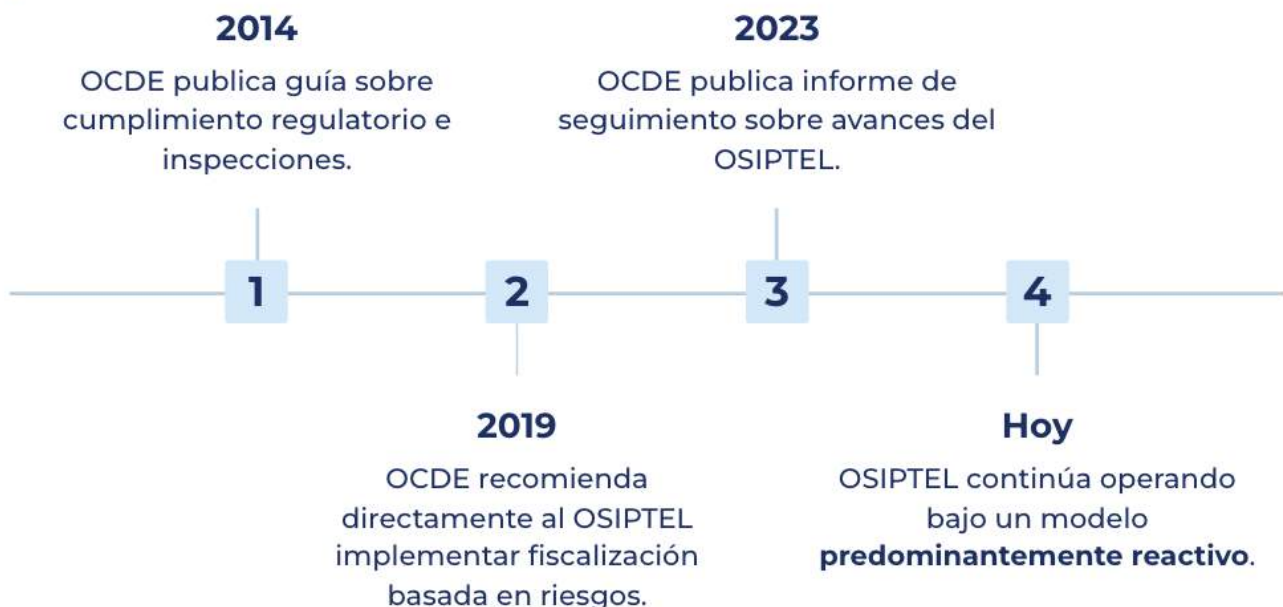 2014
OCDE publica guía sobre
cumplimiento regulatorio e
inspecciones.
2023
OCDE publica informe de
seguimiento sobre avances del
OSIPTEL.
1
2
3
4
2019
OCDE recomienda
directamente al OSIPTEL
implementar fiscalización
basada en riesgos.
Hoy
OSIPTEL continúa operando
bajo un modelo
predominantemente reactivo.